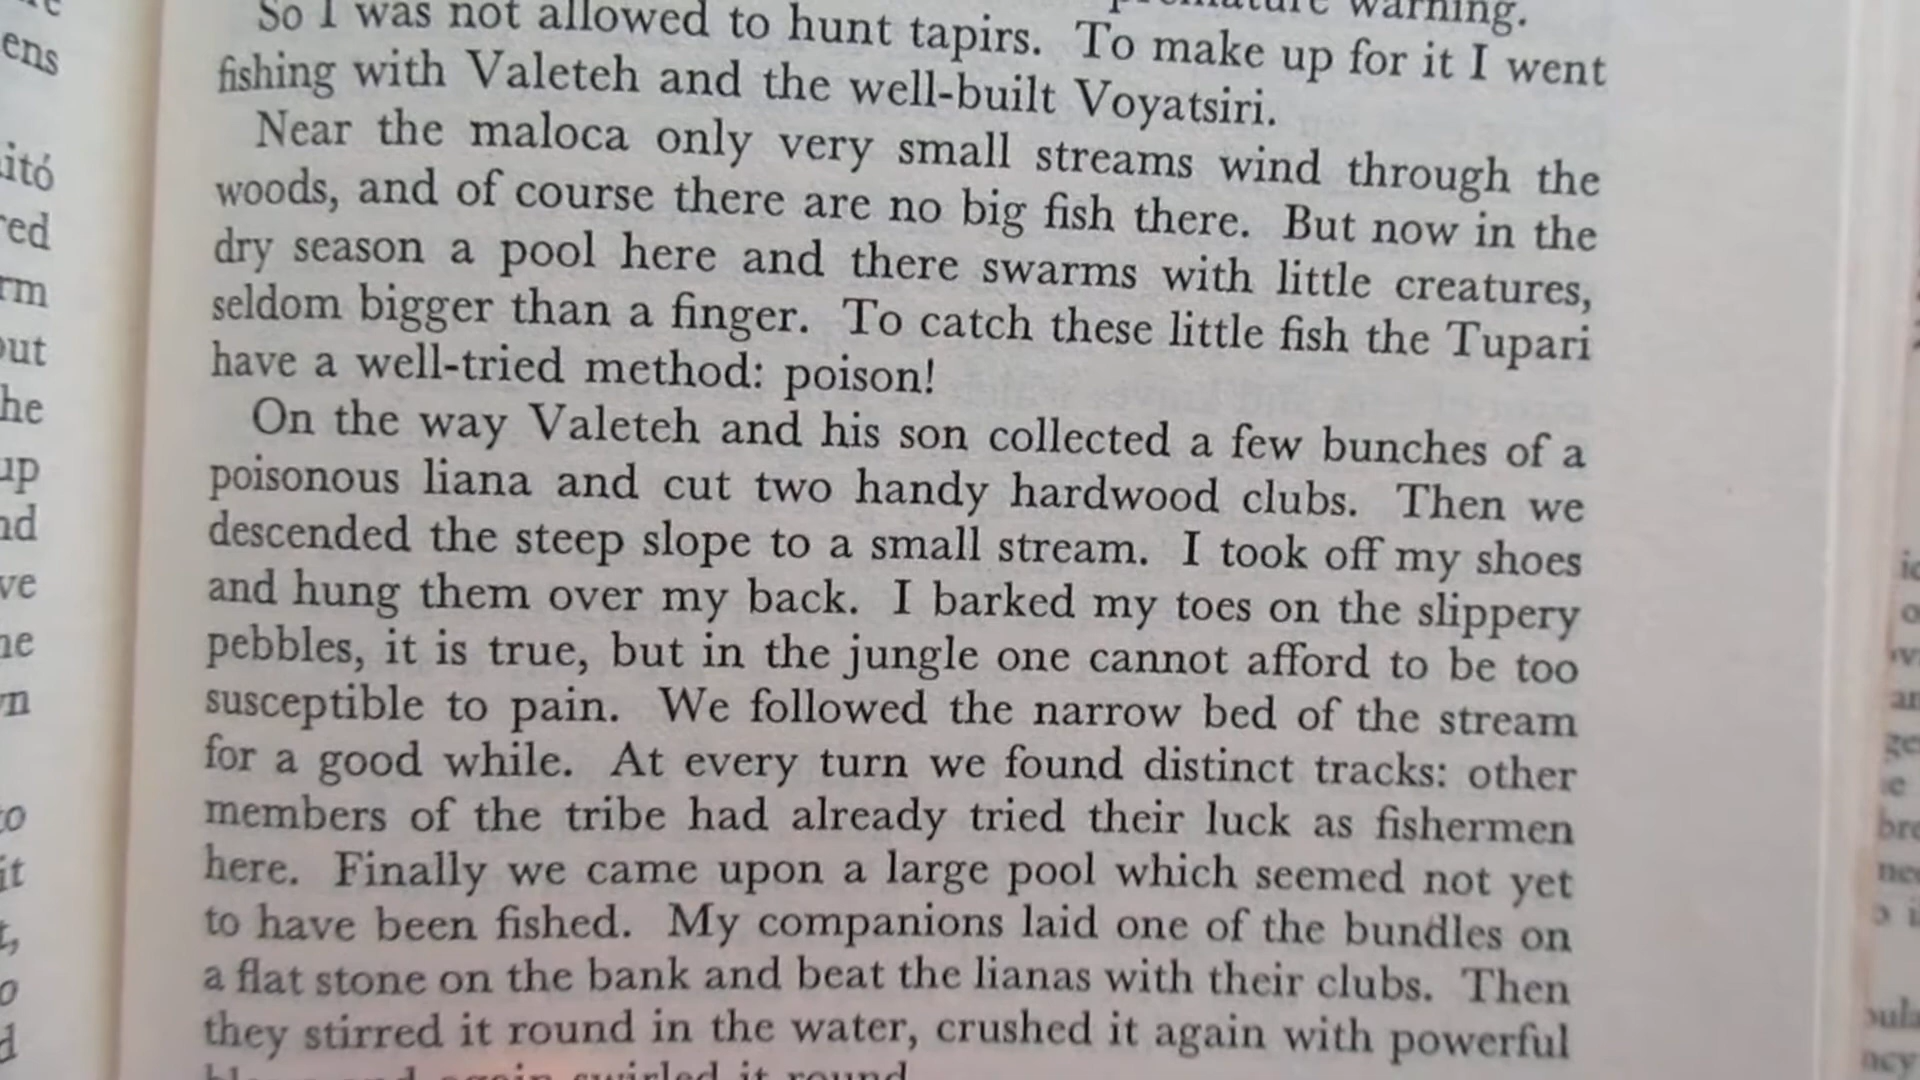 warning.
So I was not allowed to hunt tapirs. To make up for it I went
fishing with Valeteh and the well-built Voyatsiri.
Near the maloca only very small streams wind through the
woods, and of course there are no big fish there. But now in the
dry season a pool here and there swarms with little creatures,
seldom bigger than a finger. To catch these little fish the Tupari
have a well-tried method: poison!
On the way Valeteh and his son collected a few bunches of a
poisonous liana and cut two handy hardwood clubs. Then we
descended the steep slope to a small stream. I took off my shoes
and hung them over my back. I barked my toes on the slippery
pebbles, it is true, but in the jungle one cannot afford to be too
susceptible to pain. We followed the narrow bed of the stream
for a good while. At every turn we found distinct tracks: other
members of the tribe had already tried their luck as fishermen
here. Finally we came upon a large pool which seemed not yet
to have been fished. My companions laid one of the bundles on
a flat stone on the bank and beat the lianas with their clubs. Then
they stirred it round in the water, crushed it again with powerful
again swirled it round